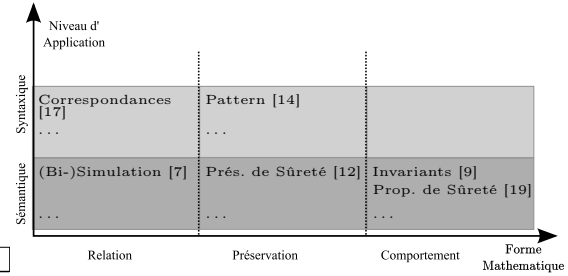 Niveau d'
Application
Syntaxique
Correspondances
[17]
. . .
Pattern [14]
. . .
Sémantique
(Bi-)Simulation [7]
. . .
Prés. de Sûreté [12]
. . .
Invariants [9]
Prop. de Sûreté [19]
. . .
Relation
Préservation
Comportement
Forme
Mathematique